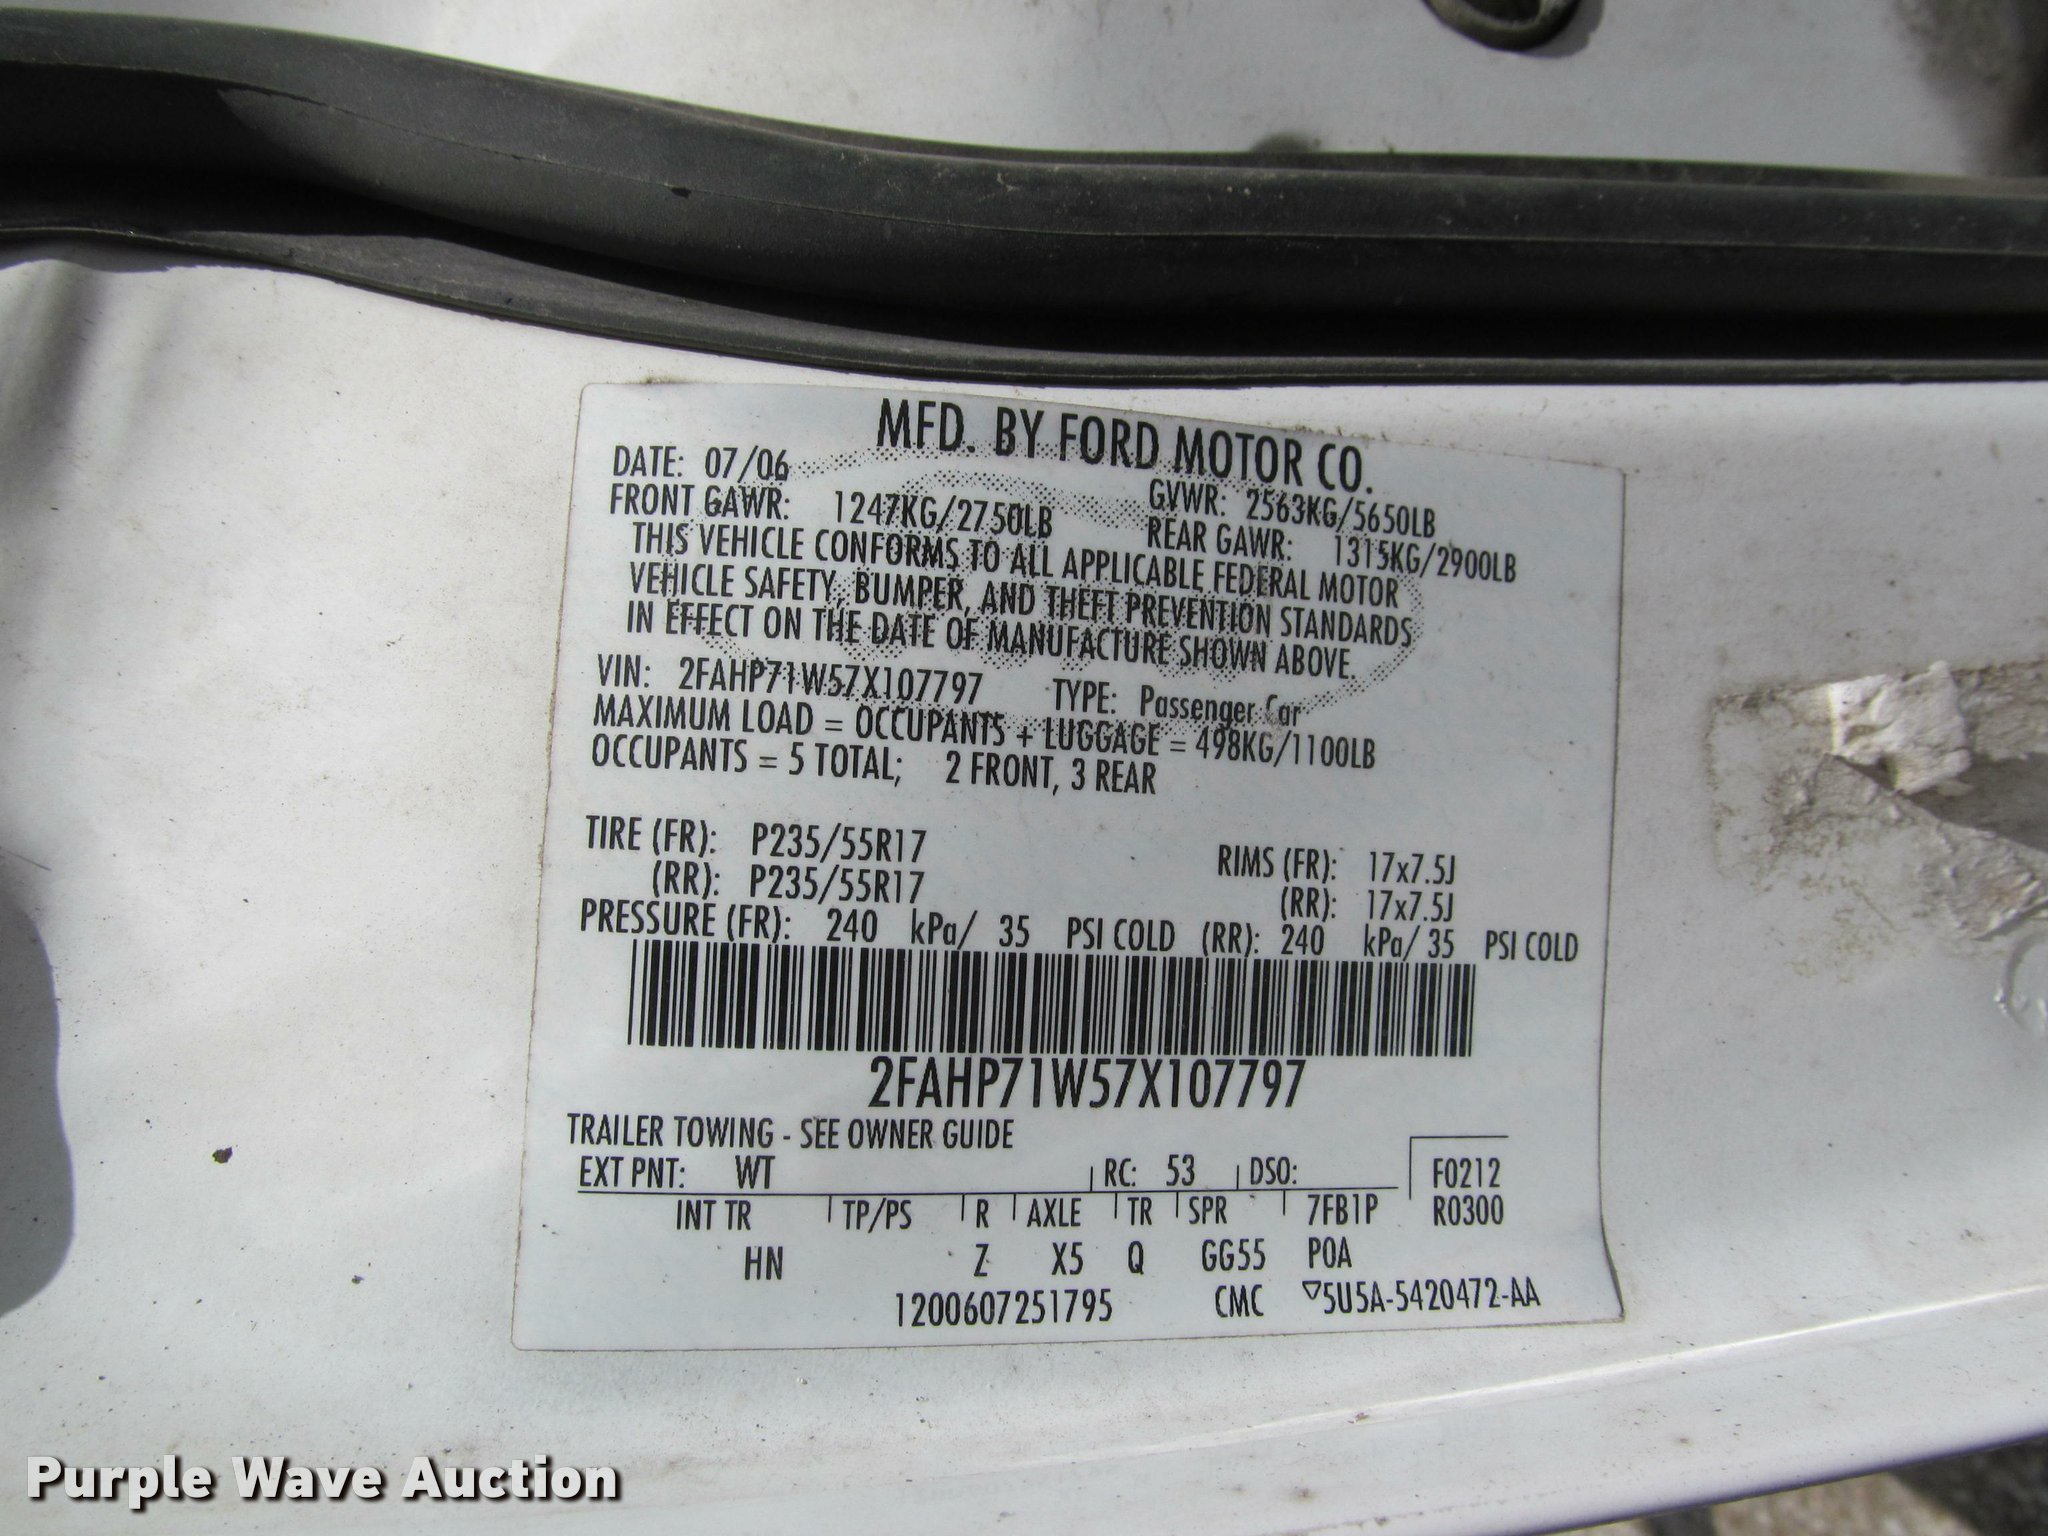 MFD. BY FORD MOTOR CO.
DATE: 07/06 GVWR: 2563KG/5650LB
FRONT GAWR: 1247KG/2750LB REAR GAWR: 1315KG/2900LB
THIS VEHICLE CONFORMS TO ALL APPLICABLE FEDERAL MOTOR
VEHICLE SAFETY, BUMPER, AND THEFT PREVENTION STANDARDS
IN EFFECT ON THE DATE OF MANUFACTURE SHOWN ABOVE.
VIN: 2FAHP71W57X107797 TYPE: Passenger Car
MAXIMUM LOAD = OCCUPANTS + LUGGAGE = 498KG/1100LB
OCCUPANTS = 5 TOTAL; 2 FRONT, 3 REAR
TIRE (FR): P235/55R17 RIMS (FR): 17x7.5J
(RR): P235/55R17 (RR): 17x7.5J
PRESSURE (FR): 240 kPa/ 35 PSI COLD (RR): 240 kPa/ 35 PSI COLD
2FAHP71W57X107797
TRAILER TOWING - SEE OWNER GUIDE
EXT PNT: WT RC: 53 DSO: F0212
INT TR TP/PS R AXLE TR SPR 7FB1P R0300
HN Z X5 Q GG55 P0A
1200607251795 CMC ▽5U5A-5420472-AA
Purple Wave Auction